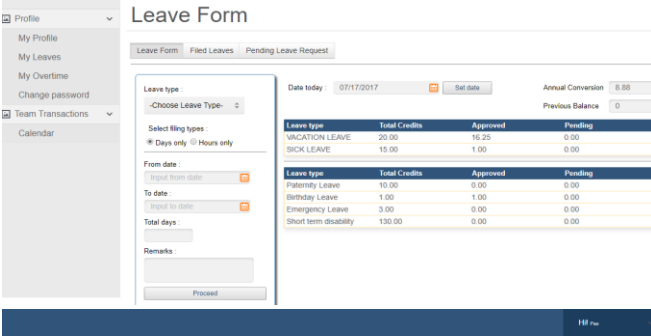 Profile
My Profile
My Leaves
My Overtime
Change password
Team Transactions
Calendar
Leave Form
Leave Form Filed Leaves Pending Leave Request
Leave type :
-Choose Leave Type-
Select filing types :
Days only Hours only
From date :
Input from date
To date :
Input to date
Total days :
Remarks :
Proceed
Date today : 07/17/2017 Set date Annual Conversion 8.88
Previous Balance 0
Leave type Total Credits Approved Pending
VACATION LEAVE 20.00 16.25 0.00
SICK LEAVE 15.00 1.00 0.00
Leave type Total Credits Approved Pending
Paternity Leave 10.00 0.00 0.00
Birthday Leave 1.00 1.00 0.00
Emergency Leave 3.00 0.00 0.00
Short term disability 130.00 0.00 0.00
Hi!